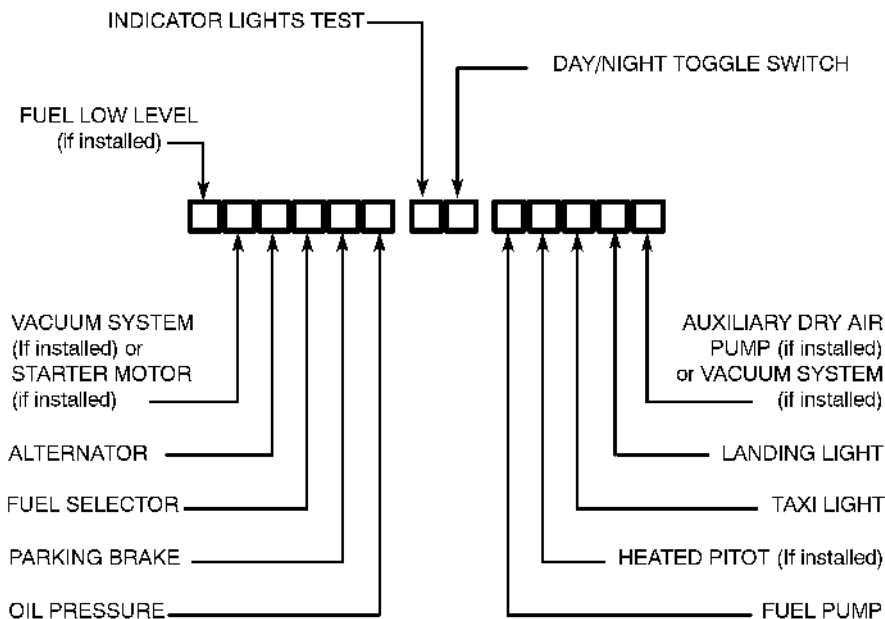 INDICATOR LIGHTS TEST
DAY/NIGHT TOGGLE SWITCH
FUEL LOW LEVEL
(if installed)
VACUUM SYSTEM
(If installed) or
STARTER MOTOR
(if installed)
ALTERNATOR
FUEL SELECTOR
PARKING BRAKE
OIL PRESSURE
AUXILIARY DRY AIR
PUMP (if installed)
or VACUUM SYSTEM
(if installed)
LANDING LIGHT
TAXI LIGHT
HEATED PITOT (If installed)
FUEL PUMP